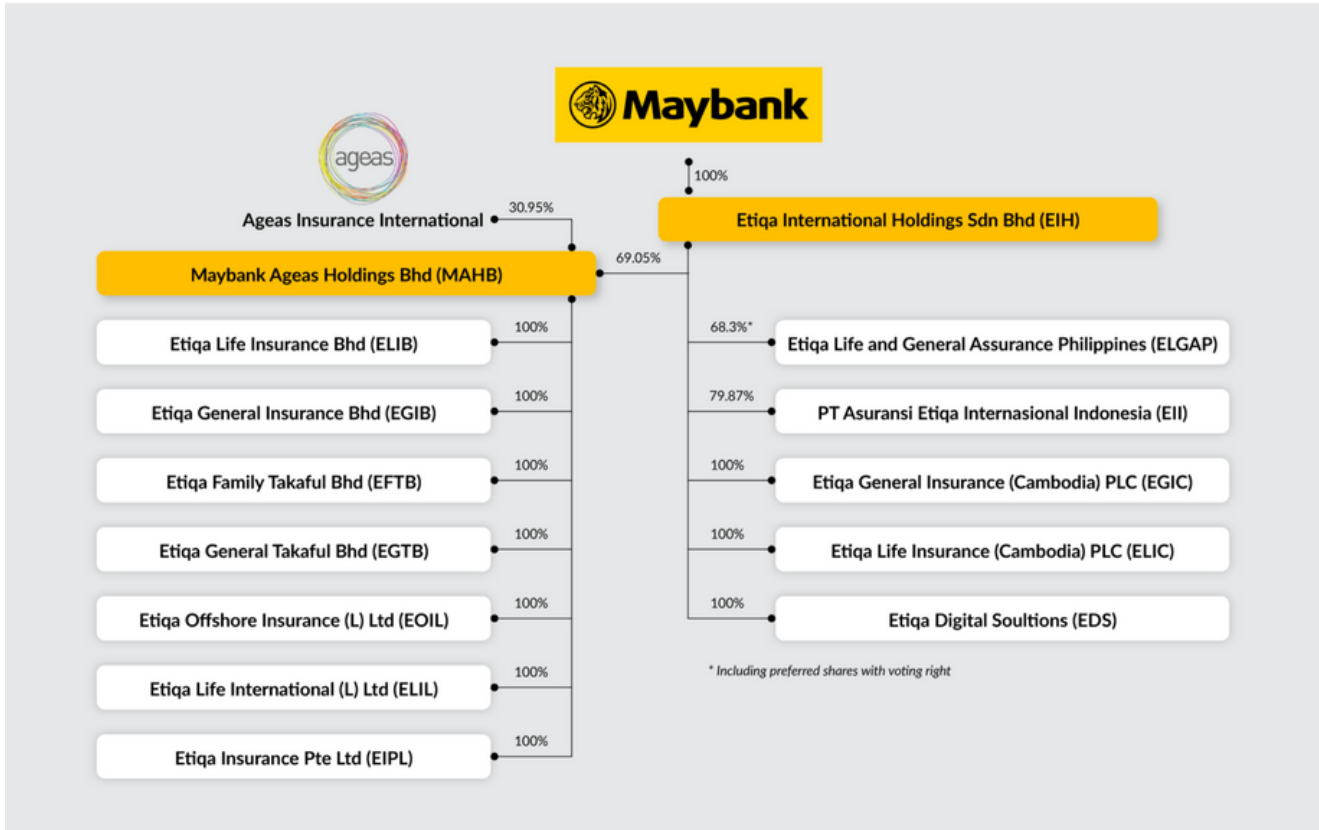 Maybank
ageas
100%
Ageas Insurance International
30.95%
Etiqa International Holdings Sdn Bhd (EIH)
Maybank Ageas Holdings Bhd (MAHB)
69.05%
Etiqa Life Insurance Bhd (ELIB)
100%
Etiqa General Insurance Bhd (EGIB)
100%
Etiqa Family Takaful Bhd (EFTB)
100%
Etiqa General Takaful Bhd (EGTB)
100%
Etiqa Offshore Insurance (L) Ltd (EOIL)
100%
Etiqa Life International (L) Ltd (ELIL)
100%
Etiqa Insurance Pte Ltd (EIPL)
100%
68.3%*
Etiqa Life and General Assurance Philippines (ELGAP)
79.87%
PT Asuransi Etiqa Internasional Indonesia (EII)
100%
Etiqa General Insurance (Cambodia) PLC (EGIC)
100%
Etiqa Life Insurance (Cambodia) PLC (ELIC)
100%
Etiqa Digital Soultions (EDS)
* Including preferred shares with voting right